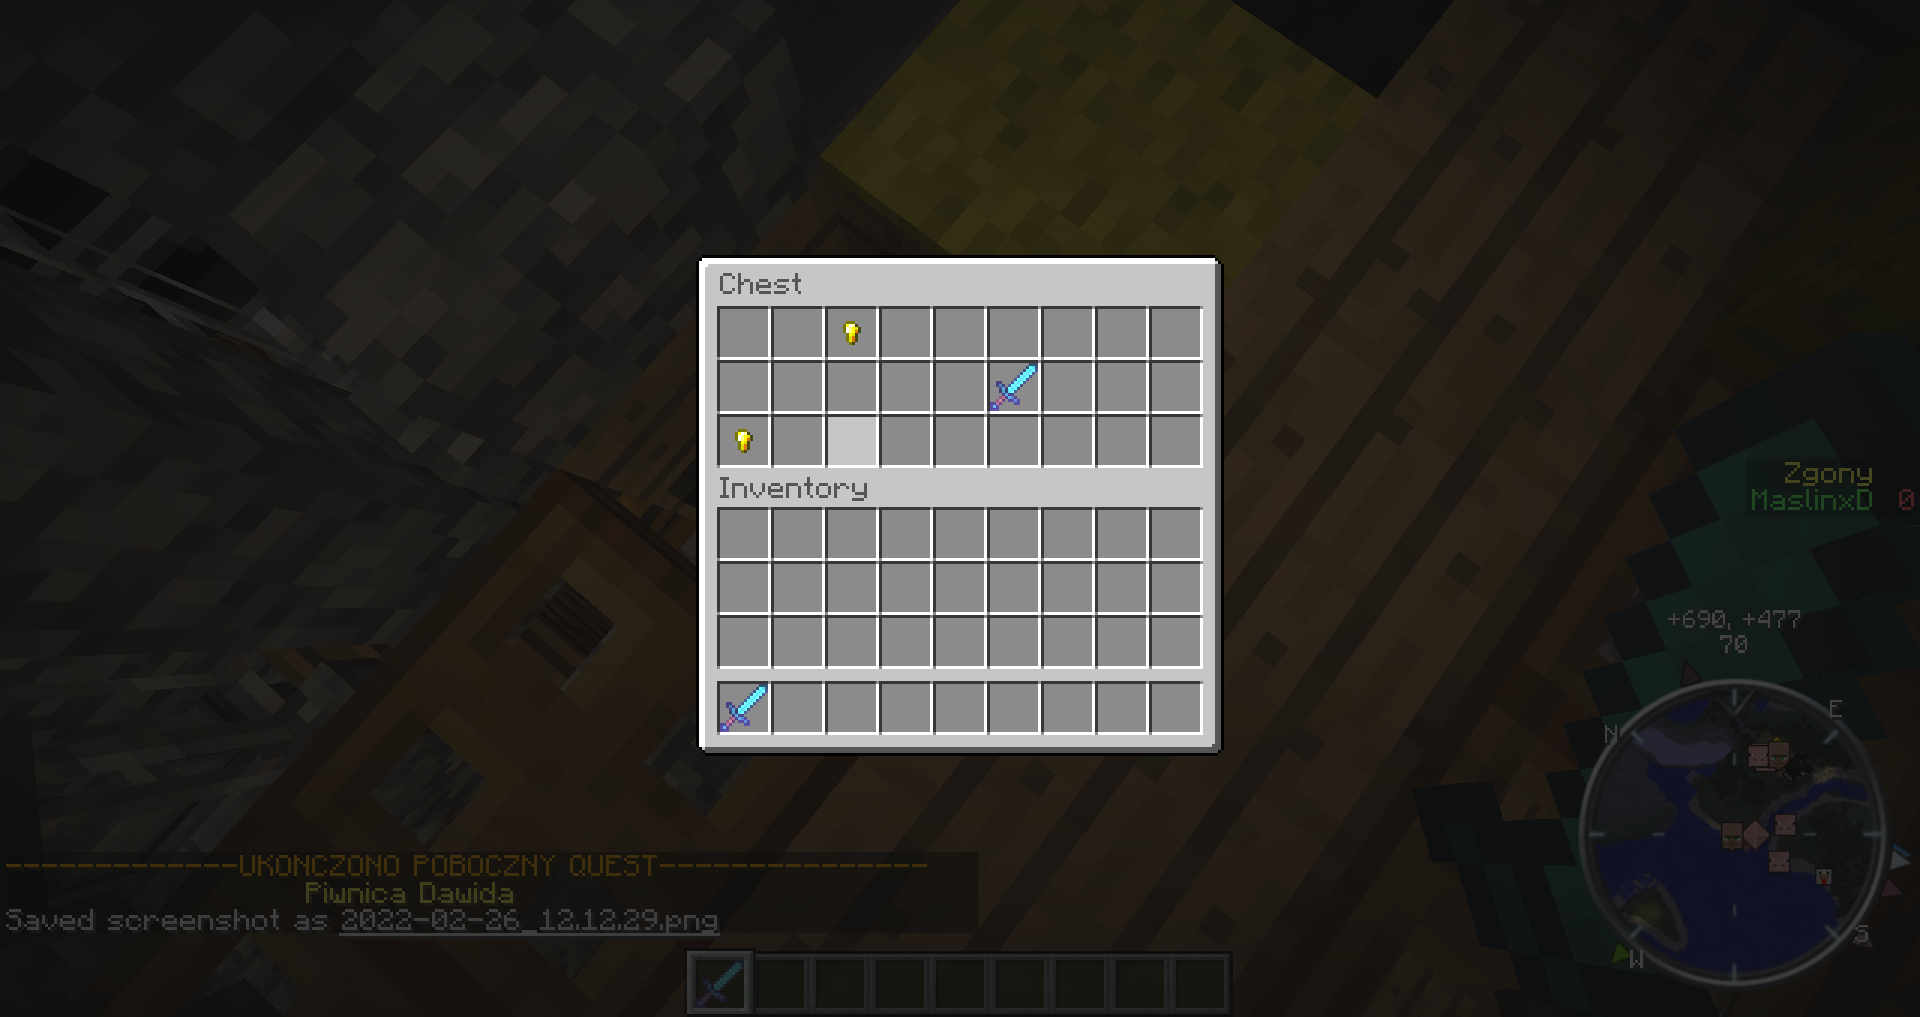 Chest
Inventory
Zgony
MaslinxD 0
+690, +477
70
N
E
S
W
-------------UKONCZONO POBOCZNY QUEST---------------
Piwnica Dawida
Saved screenshot as 2022-02-26_12.12.29.png